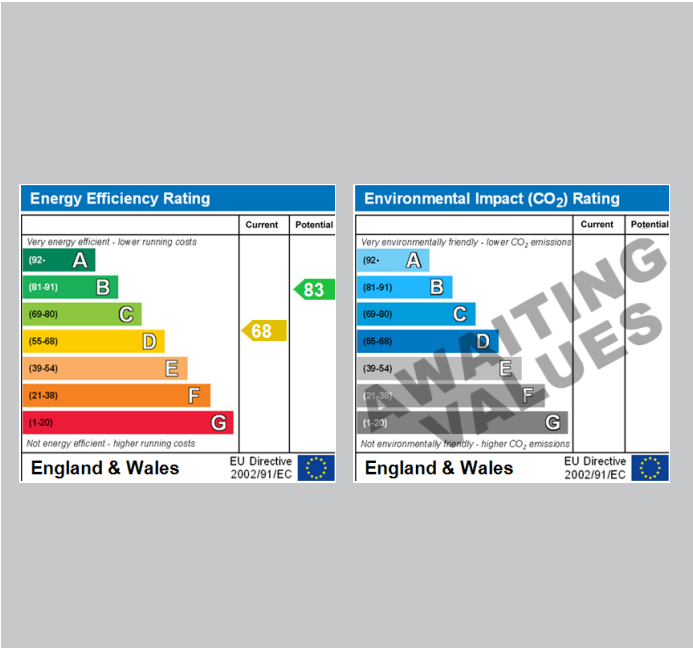 Energy Efficiency Rating
Current Potential
Very energy efficient - lower running costs
(92- A
(81-91) B
83
(69-80) C
68
(55-68) D
(39-54) E
(21-38) F
(1-20) G
Not energy efficient - higher running costs
England & Wales
EU Directive
2002/91/EC
Environmental Impact (CO2) Rating
Current Potential
Very environmentally friendly - lower CO2 emissions
(92- A
(81-91) B
(69-80) C
(55-68) D
(39-54) E
(21-38) F
(1-20) G
Not environmentally friendly - higher CO2 emissions
AWAITING
VALUES
England & Wales
EU Directive
2002/91/EC